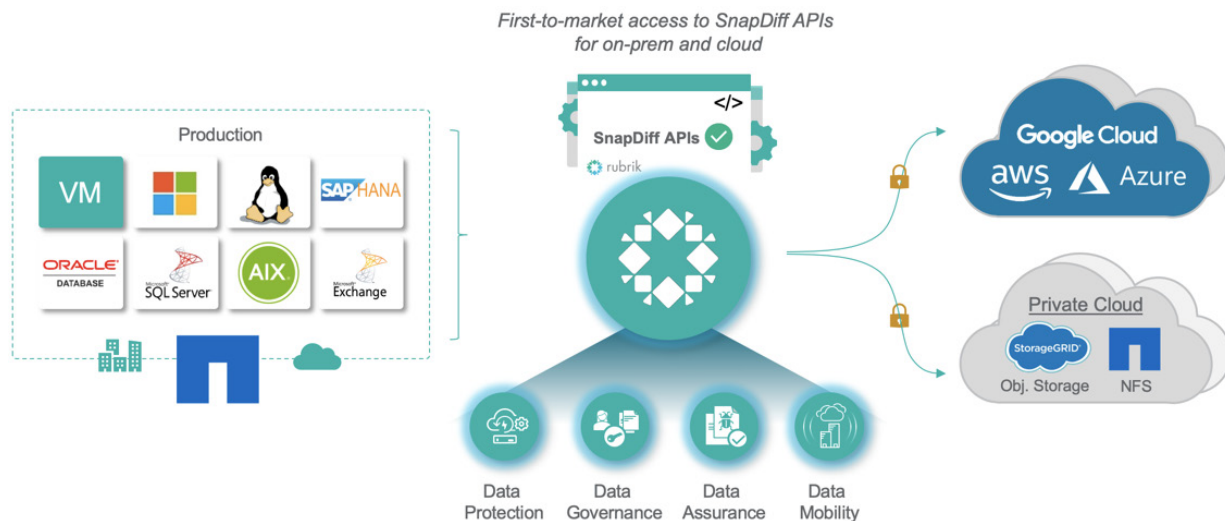 First-to-market access to SnapDiff APIs
for on-prem and cloud
</>
SnapDiff APIs
rubrik
Production
VM
SAP HANA
ORACLE
DATABASE
Microsoft
SQL Server
AIX
Microsoft
Exchange
Google Cloud
aws
Azure
Private Cloud
StorageGRID
Obj. Storage
NFS
Data
Protection
Data
Governance
Data
Assurance
Data
Mobility